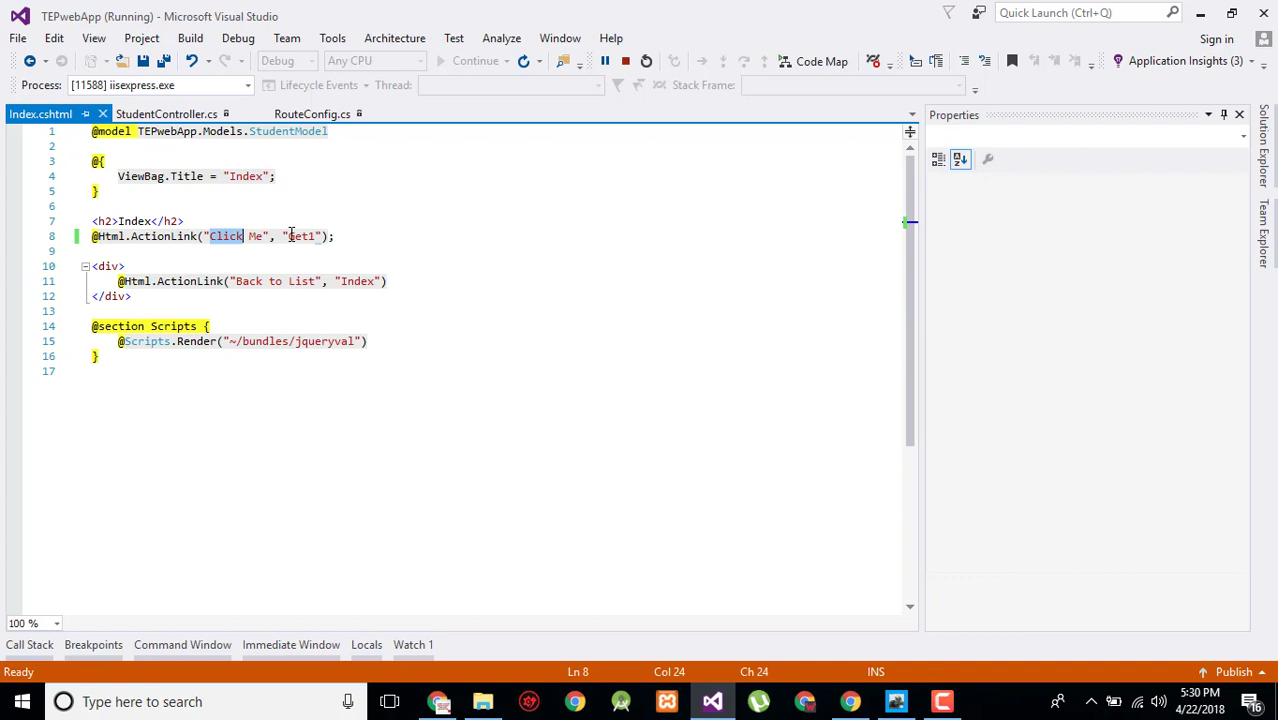 TEPwebApp (Running) - Microsoft Visual Studio
Quick Launch (Ctrl+Q)
File Edit View Project Build Debug Team Tools Architecture Test Analyze Window Help
Sign in
Debug Any CPU Continue Code Map Application Insights (3)
Process: [11588] iisexpress.exe Lifecycle Events Thread: Stack Frame:
Index.cshtml StudentController.cs RouteConfig.cs Properties
1 @model TEPwebApp.Models.StudentModel
2
3 @{
4 ViewBag.Title = "Index";
5 }
6
7 <h2>Index</h2>
8 @Html.ActionLink("Click Me", "Get1");
9
10 <div>
11 @Html.ActionLink("Back to List", "Index")
12 </div>
13
14 @section Scripts {
15 @Scripts.Render("~/bundles/jqueryval")
16 }
17
Solution Explorer
Team Explorer
100 %
Call Stack Breakpoints Command Window Immediate Window Locals Watch 1
Ready Ln 8 Col 24 Ch 24 INS Publish
Type here to search
5:30 PM
4/22/2018
16